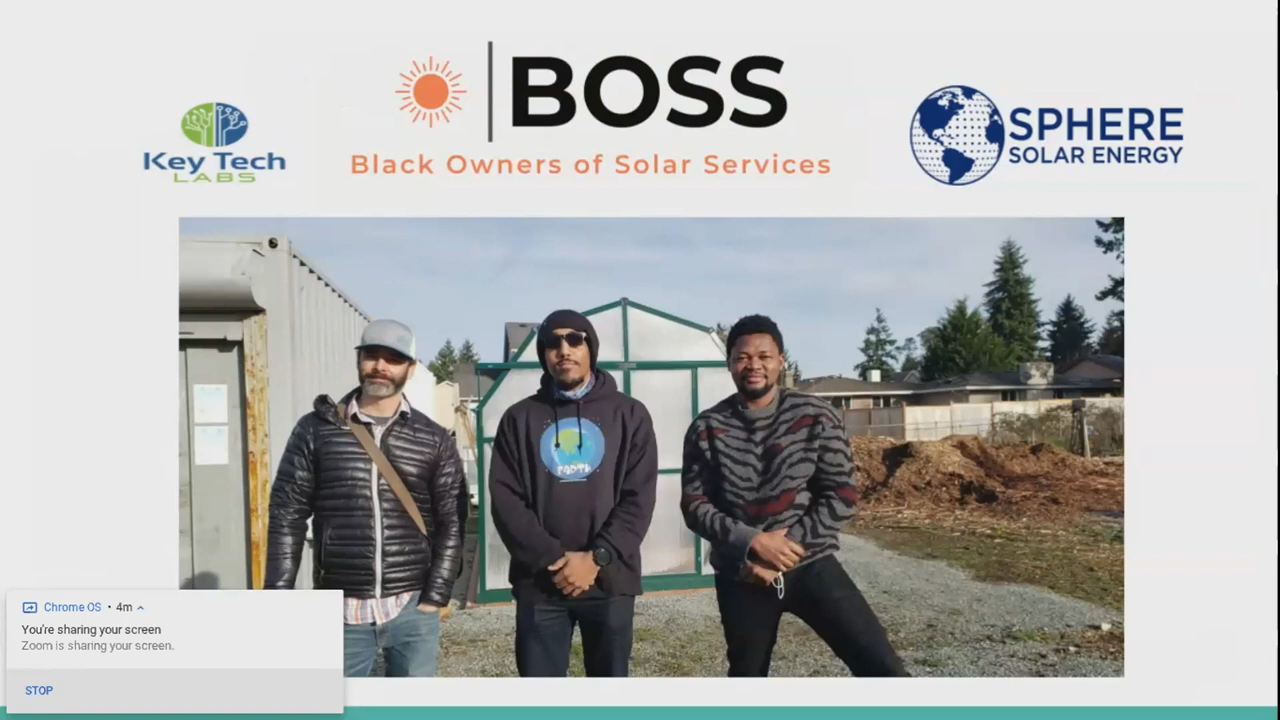 BOSS
Black Owners of Solar Services
Key Tech
LABS
SPHERE
SOLAR ENERGY
Chrome OS • 4m
You're sharing your screen
Zoom is sharing your screen.
STOP